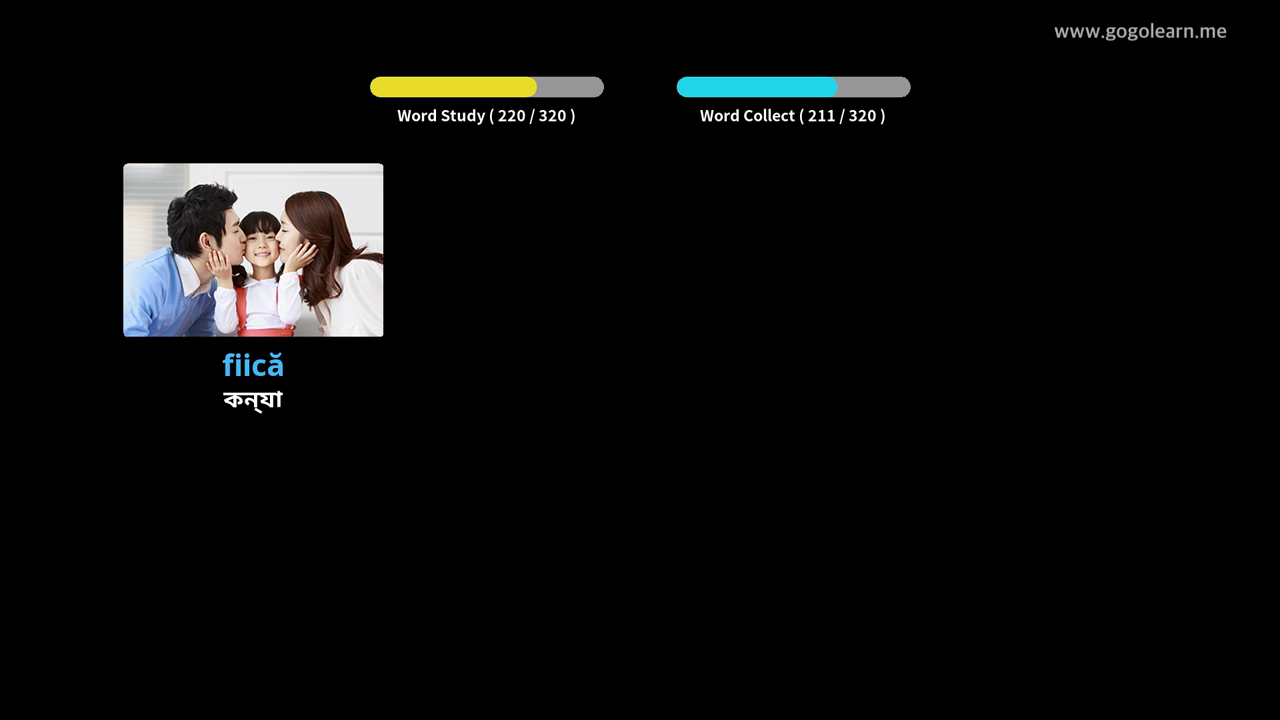 www.gogolearn.me
Word Study ( 220 / 320 )
Word Collect ( 211 / 320 )
fiică
কন্‌যা